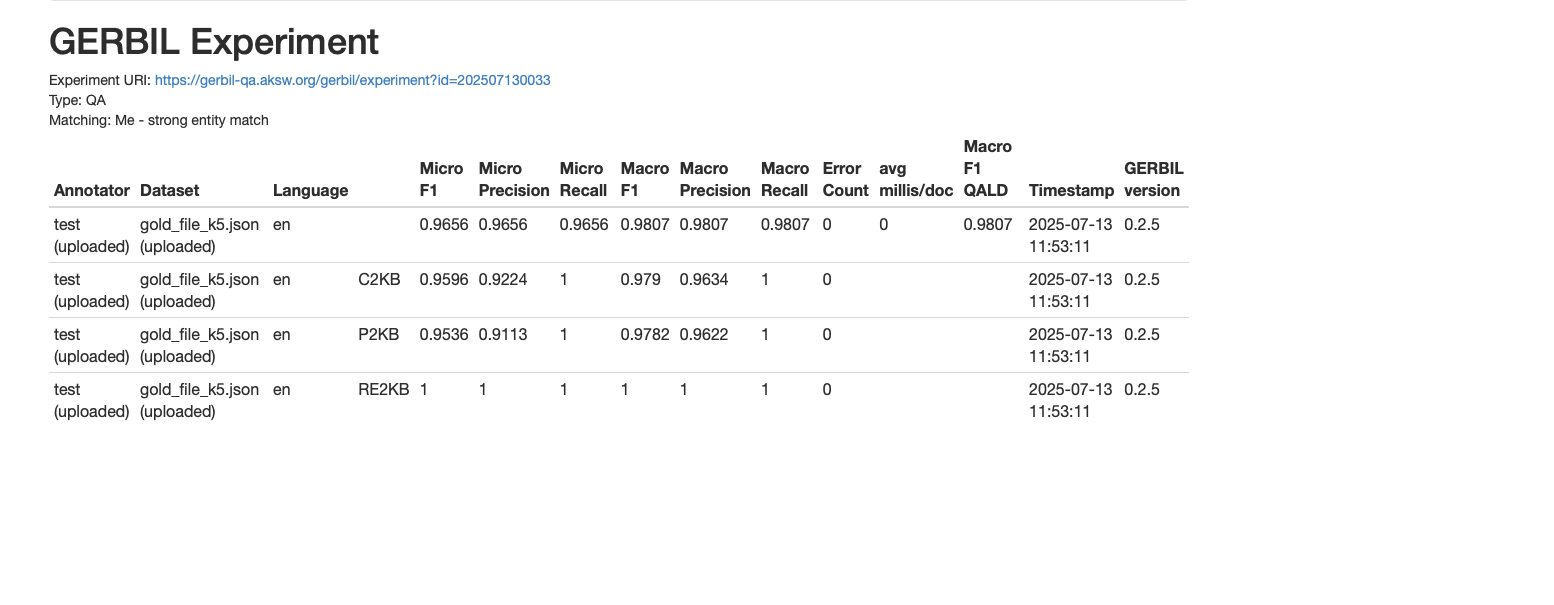 GERBIL Experiment
Experiment URI: https://gerbil-qa.aksw.org/gerbil/experiment?id=202507130033
Type: QA
Matching: Me - strong entity match
Annotator Dataset Language Micro F1 Micro Precision Micro Recall Macro F1 Macro Precision Macro Recall Error Count avg millis/doc Macro F1 QALD Timestamp GERBIL version
test gold_file_k5.json en 0.9656 0.9656 0.9656 0.9807 0.9807 0.9807 0 0 0.9807 2025-07-13 0.2.5
(uploaded) (uploaded) 11:53:11
test gold_file_k5.json en C2KB 0.9596 0.9224 1 0.979 0.9634 1 0 2025-07-13 0.2.5
(uploaded) (uploaded) 11:53:11
test gold_file_k5.json en P2KB 0.9536 0.9113 1 0.9782 0.9622 1 0 2025-07-13 0.2.5
(uploaded) (uploaded) 11:53:11
test gold_file_k5.json en RE2KB 1 1 1 1 1 1 0 2025-07-13 0.2.5
(uploaded) (uploaded) 11:53:11